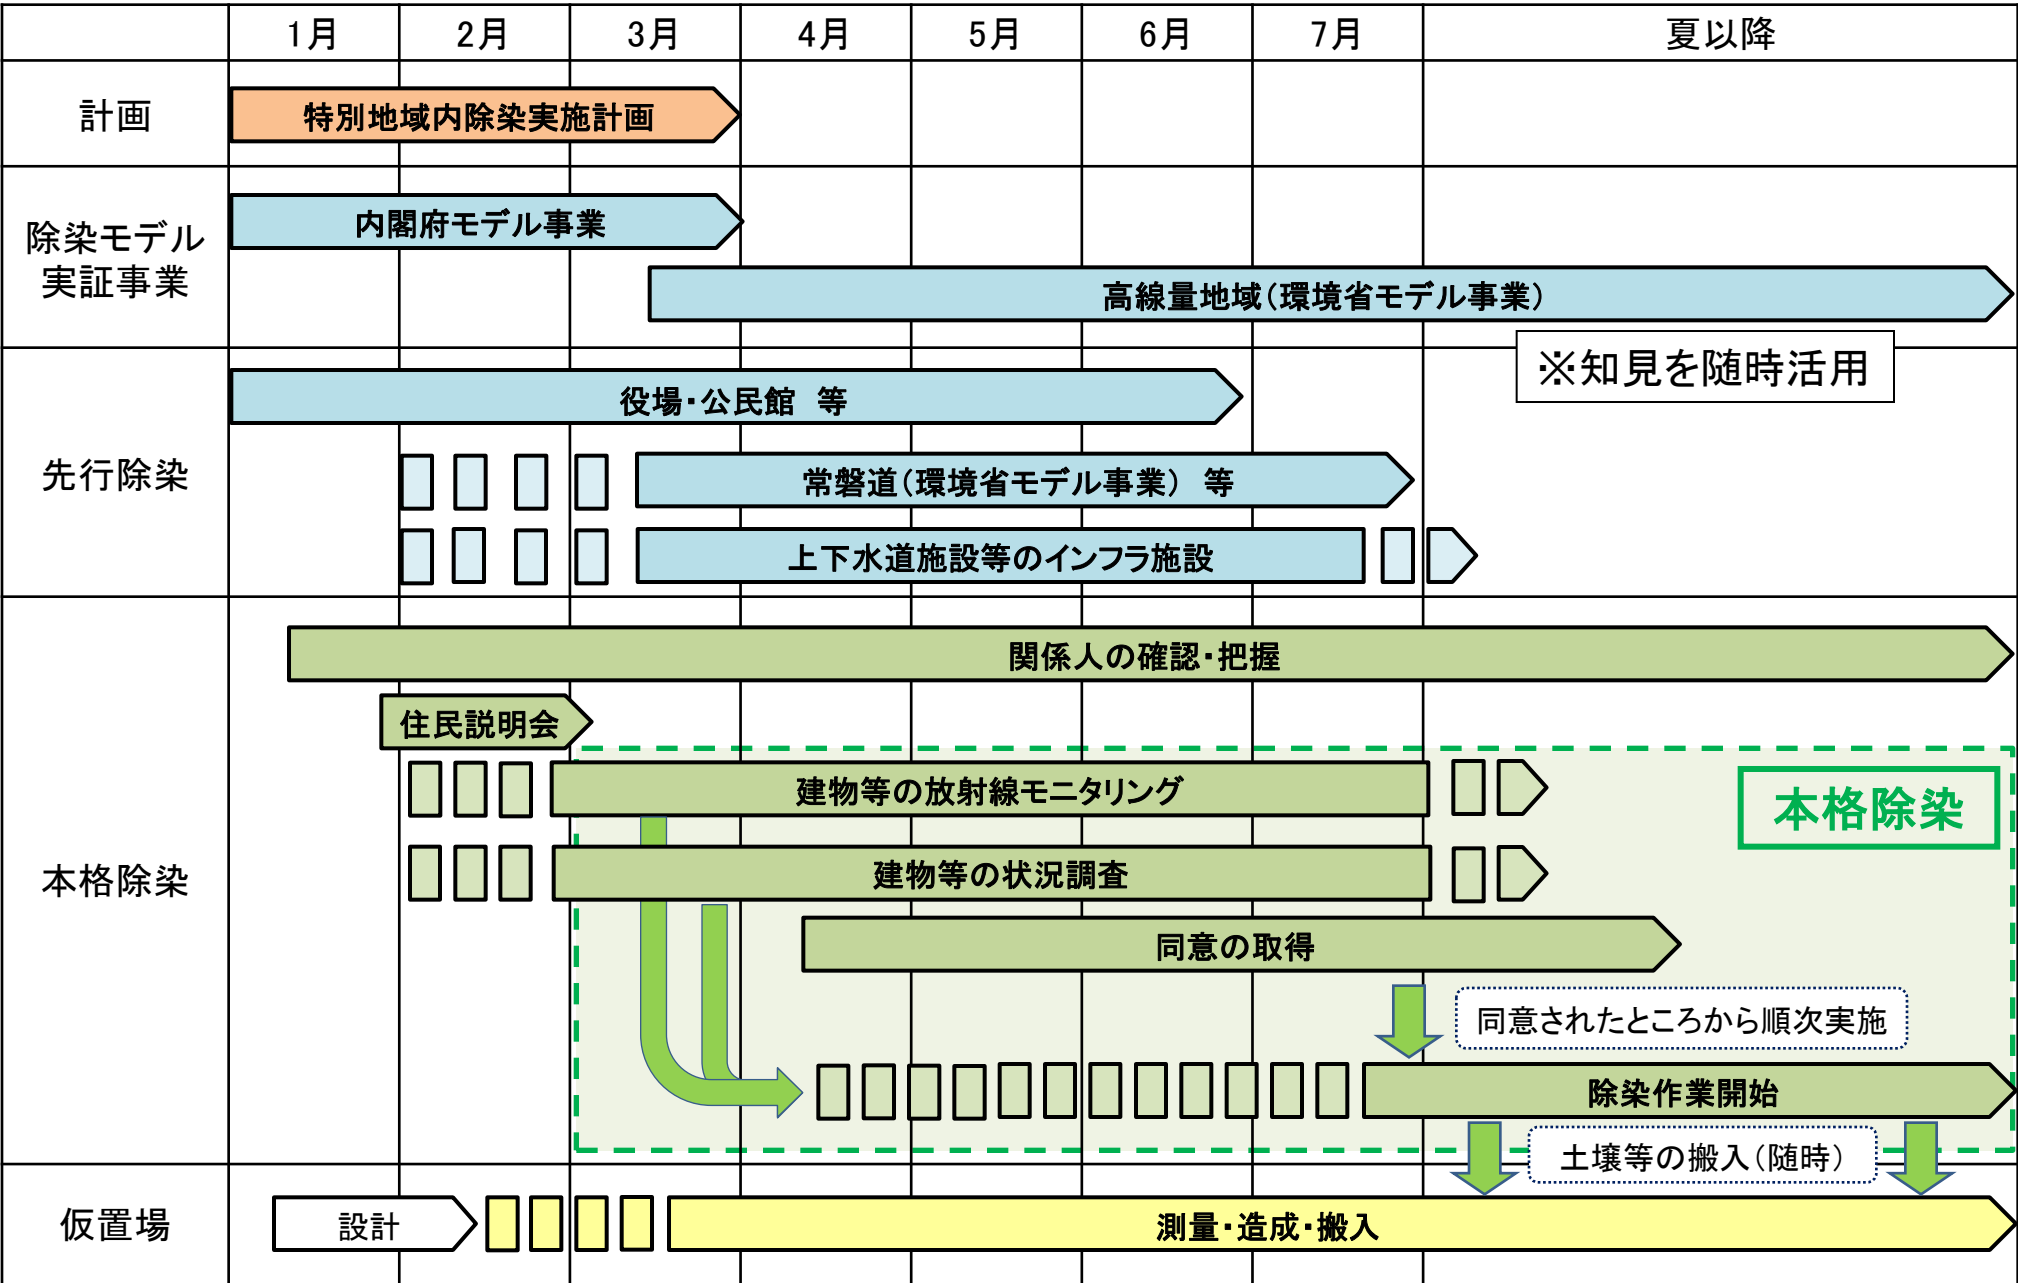 1月 2月 3月 4月 5月 6月 7月 夏以降
計画
特別地域内除染実施計画
除染モデル
実証事業
内閣府モデル事業
高線量地域(環境省モデル事業)
※知見を随時活用
先行除染
役場・公民館 等
常磐道(環境省モデル事業) 等
上下水道施設等のインフラ施設
本格除染
関係人の確認・把握
住民説明会
建物等の放射線モニタリング
本格除染
建物等の状況調査
同意の取得
同意されたところから順次実施
除染作業開始
土壌等の搬入(随時)
仮置場
設計
測量・造成・搬入